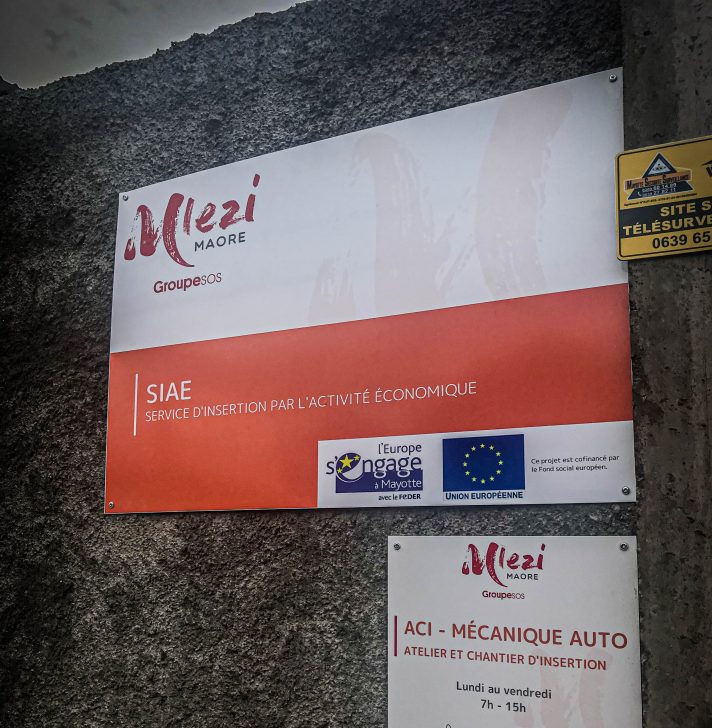 Mlezi
MAORE
Groupesos
SIAE
SERVICE D'INSERTION PAR L'ACTIVITÉ ÉCONOMIQUE
l'Europe
s'engage
à Mayotte
avec le FEDER
UNION EUROPÉENNE
Ce projet est cofinancé par
le Fond social européen.
SITE S
TÉLÉSURVE
0639 65
Mlezi
MAORE
Groupesos
ACI - MÉCANIQUE AUTO
ATELIER ET CHANTIER D'INSERTION
Lundi au vendredi
7h - 15h